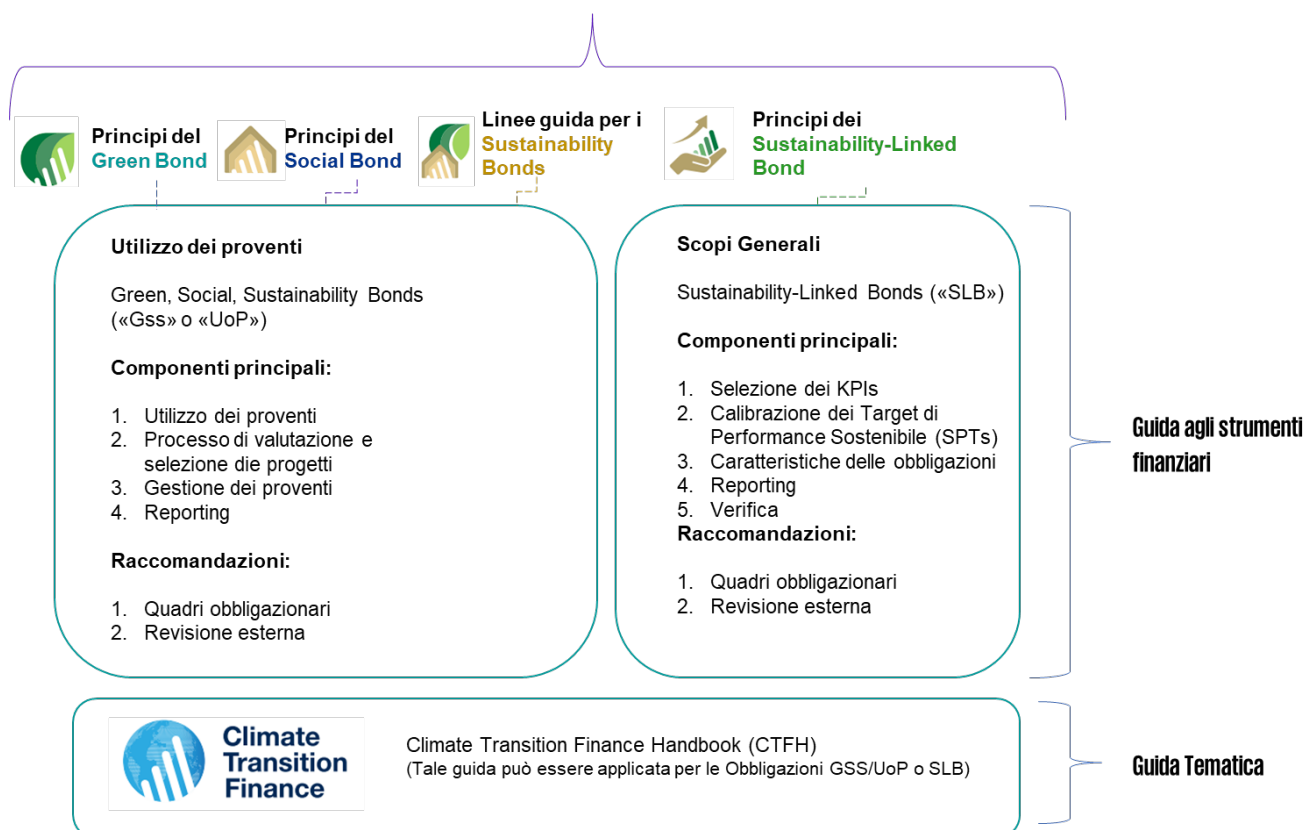 Principi del
Green Bond
Principi del
Social Bond
Linee guida per i
Sustainability
Bonds
Principi dei
Sustainability-Linked
Bond
Utilizzo dei proventi
Green, Social, Sustainability Bonds
(«Gss» o «UoP»)
Componenti principali:
1. Utilizzo dei proventi
2. Processo di valutazione e
selezione die progetti
3. Gestione dei proventi
4. Reporting
Raccomandazioni:
1. Quadri obbligazionari
2. Revisione esterna
Scopi Generali
Sustainability-Linked Bonds («SLB»)
Componenti principali:
1. Selezione dei KPIs
2. Calibrazione dei Target di
Performance Sostenibile (SPTs)
3. Caratteristiche delle obbligazioni
4. Reporting
5. Verifica
Raccomandazioni:
1. Quadri obbligazionari
2. Revisione esterna
Guida agli strumenti
finanziari
Climate
Transition
Finance
Climate Transition Finance Handbook (CTFH)
(Tale guida può essere applicata per le Obbligazioni GSS/UoP o SLB)
Guida Tematica